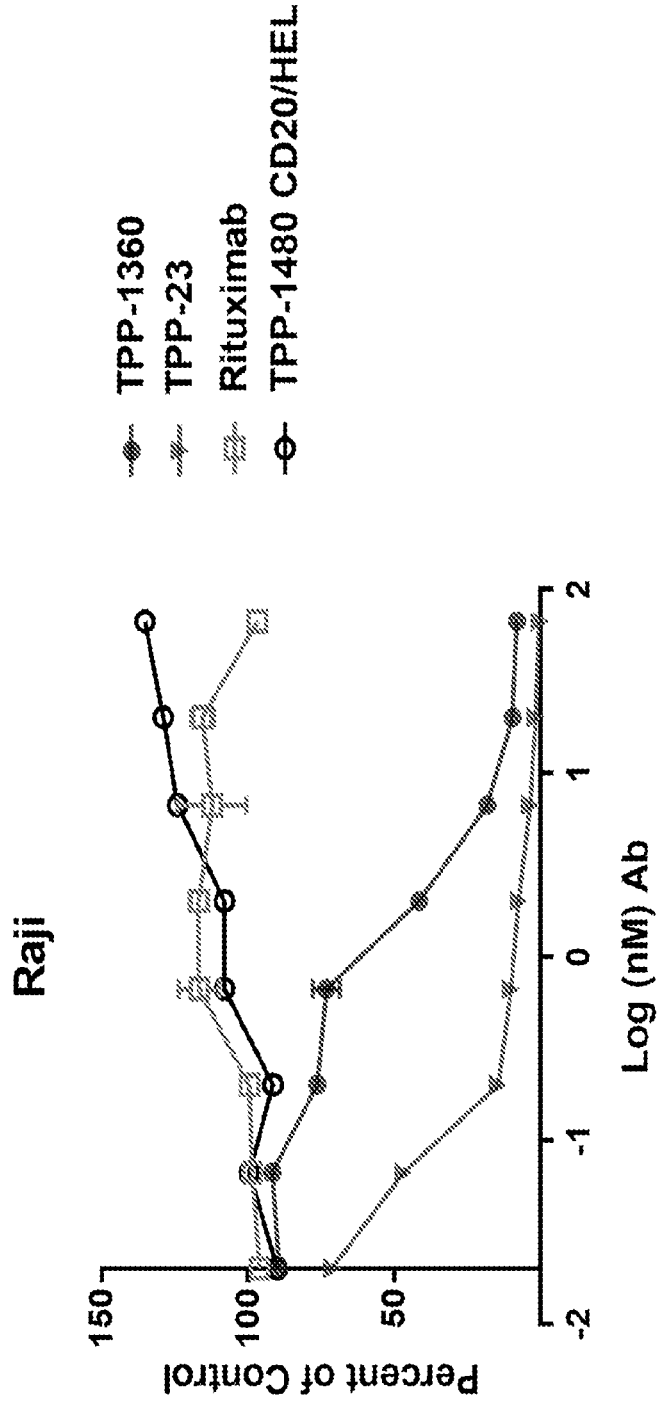 Raji
150
100
50
Percent of Control
-2
-1
0
1
2
Log (nM) Ab
TPP-1360
TPP-23
Rituximab
TPP-1480 CD20/HEL